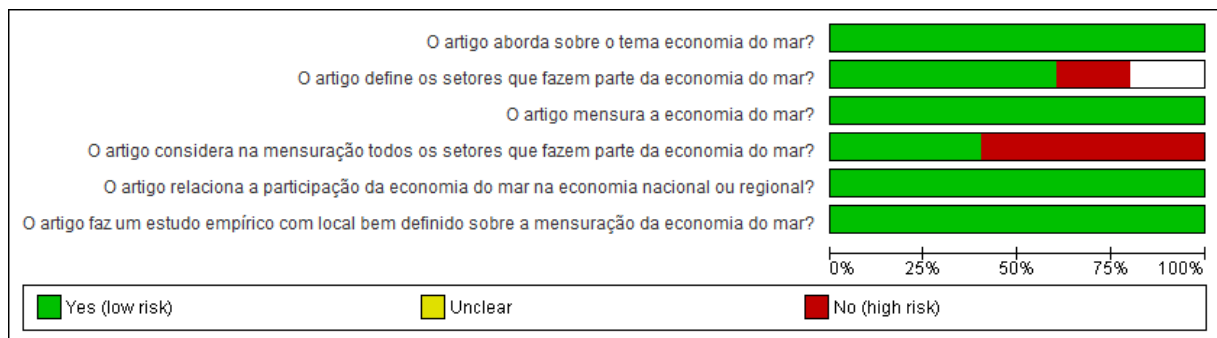 O artigo aborda sobre o tema economia do mar?
O artigo define os setores que fazem parte da economia do mar?
O artigo mensura a economia do mar?
O artigo considera na mensuração todos os setores que fazem parte da economia do mar?
O artigo relaciona a participação da economia do mar na economia nacional ou regional?
O artigo faz um estudo empírico com local bem definido sobre a mensuração da economia do mar?
0% 25% 50% 75% 100%
Yes (low risk) Unclear No (high risk)